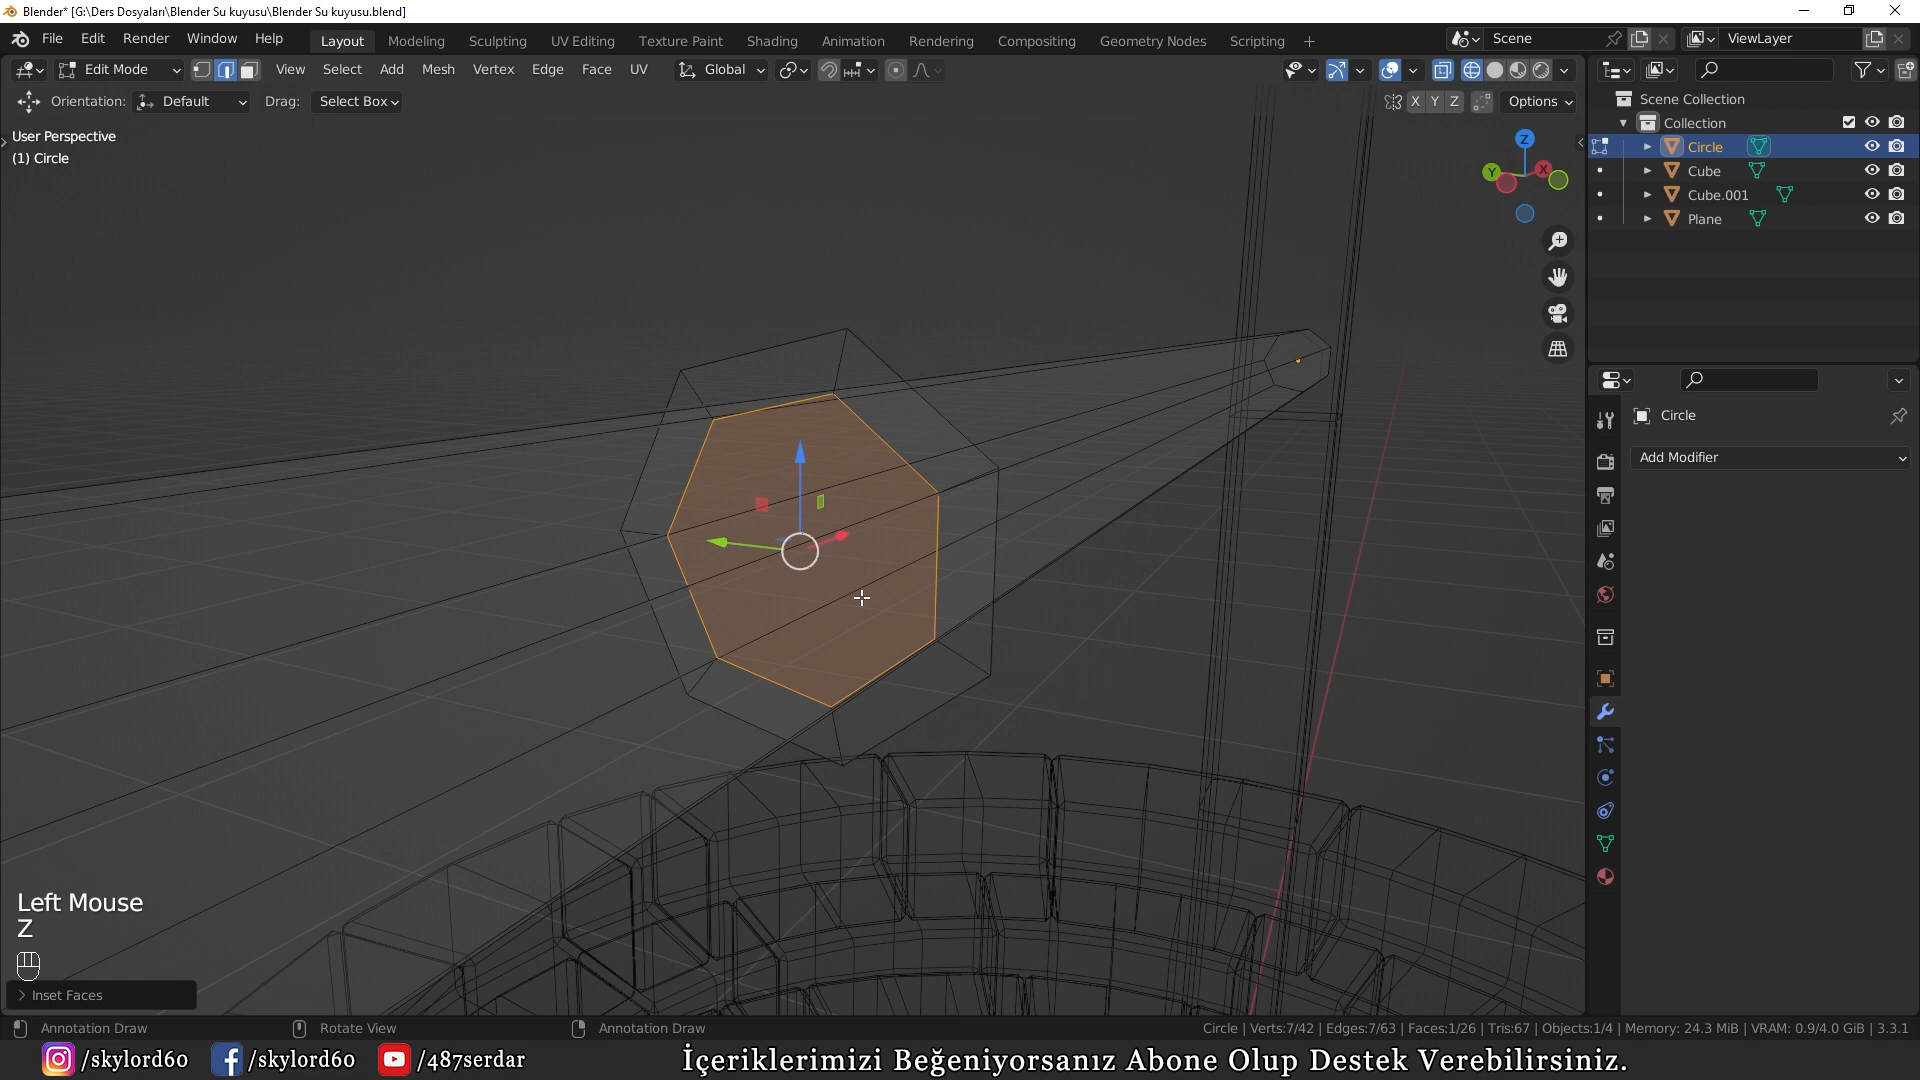 Blender* [G:\Ders Dosyaları\Blender Su kuyusu\Blender Su kuyusu.blend]
File Edit Render Window Help
Layout Modeling Sculpting UV Editing Texture Paint Shading Animation Rendering Compositing Geometry Nodes Scripting +
Scene
ViewLayer
Edit Mode View Select Add Mesh Vertex Edge Face UV Global
Orientation: Default Drag: Select Box
X Y Z Options
User Perspective
(1) Circle
Z
Y
X
Scene Collection
Collection
Circle
Cube
Cube.001
Plane
Circle
Add Modifier
Left Mouse
Z
Inset Faces
Annotation Draw Rotate View Annotation Draw
Circle | Verts:7/42 | Edges:7/63 | Faces:1/26 | Tris:67 | Objects:1/4 | Memory: 24.3 MiB | VRAM: 0.9/4.0 GiB | 3.3.1
/skylord60 /skylord60 /487serdar İçeriklerimizi Beğeniyorsanız Abone Olup Destek Verebilirsiniz.